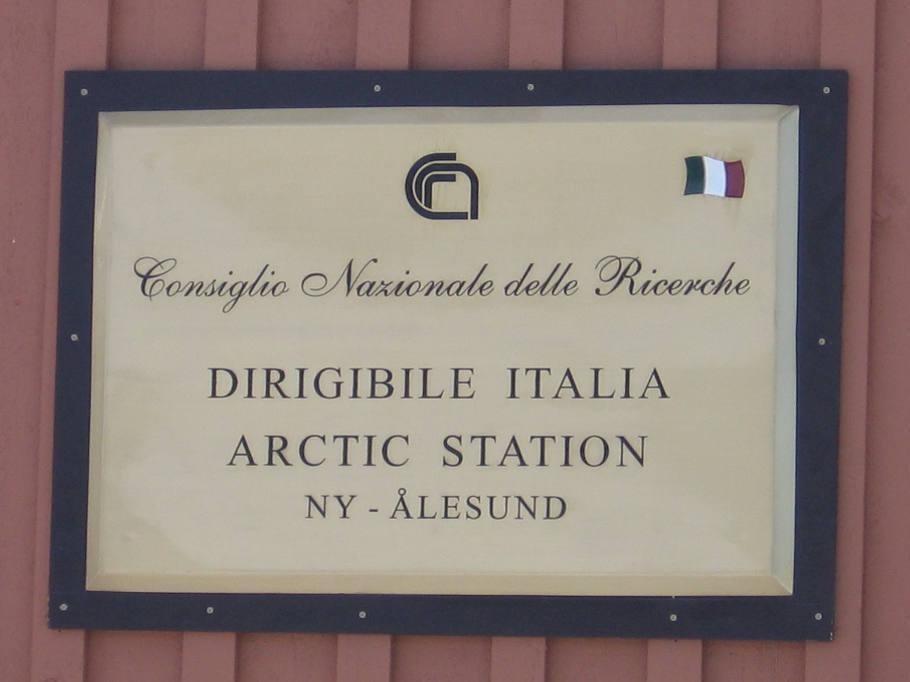 Consiglio Nazionale delle Ricerche
DIRIGIBILE ITALIA
ARCTIC STATION
NY - ÅLESUND